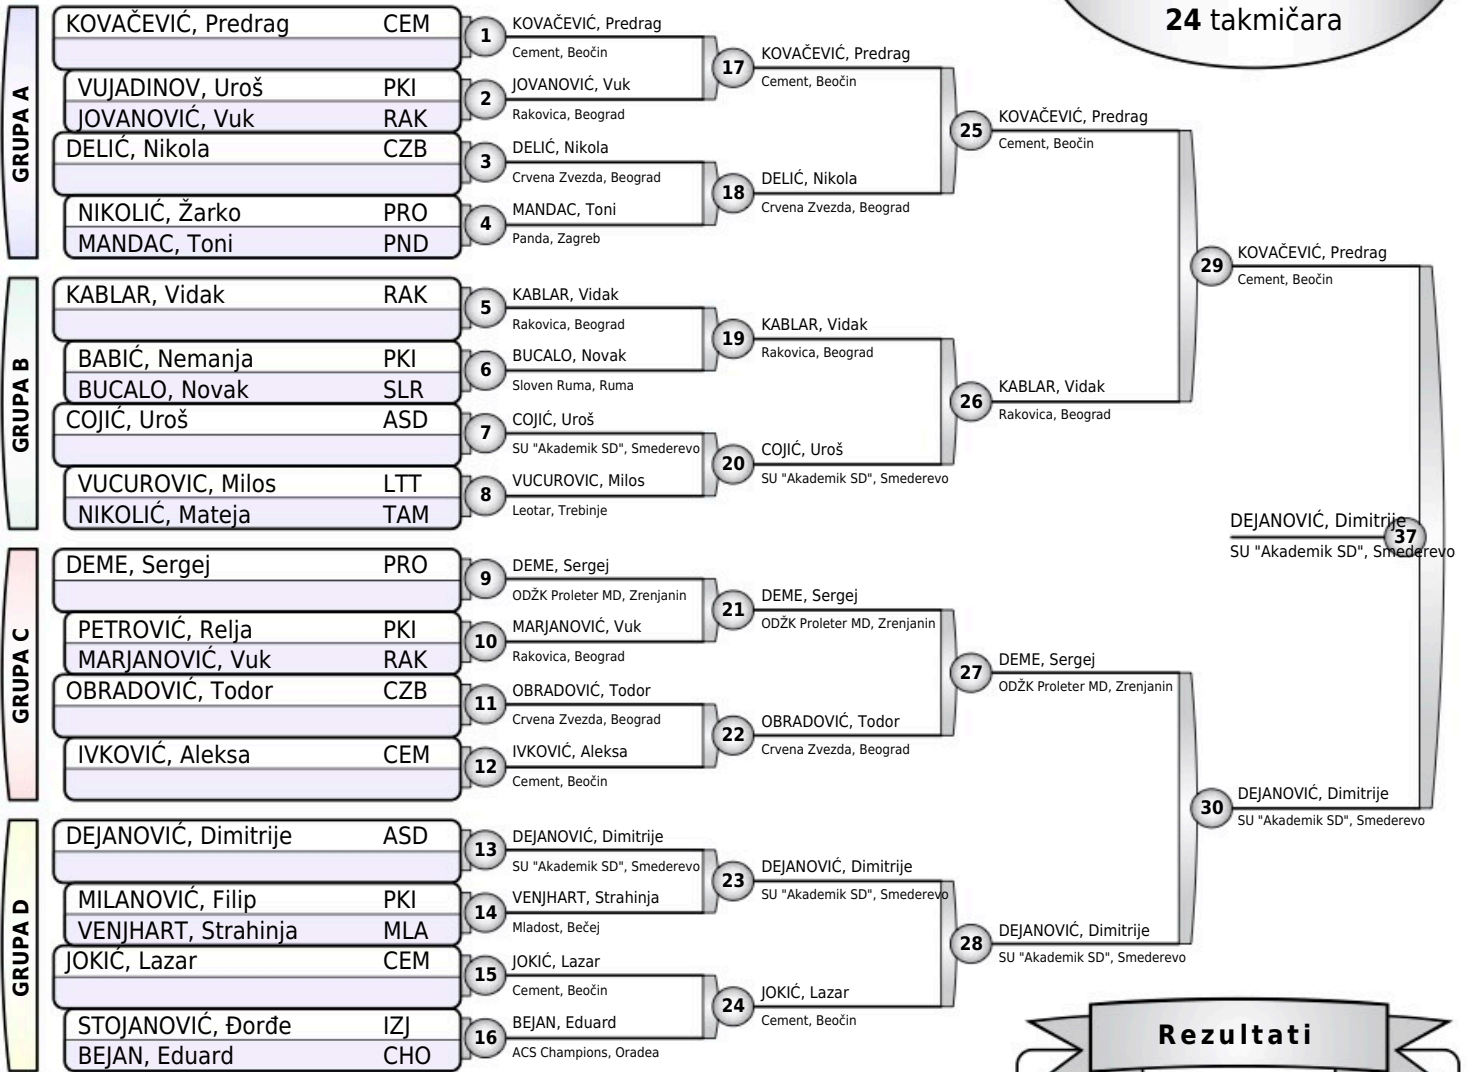 24 takmičara
GRUPA A
KOVAČEVIĆ, Predrag CEM
VUJADINOV, Uroš PKI
JOVANOVIĆ, Vuk RAK
DELIĆ, Nikola CZB
NIKOLIĆ, Žarko PRO
MANDAC, Toni PND
GRUPA B
KABLAR, Vidak RAK
BABIĆ, Nemanja PKI
BUCALO, Novak SLR
COJIĆ, Uroš ASD
VUCUROVIC, Milos LTT
NIKOLIĆ, Mateja TAM
GRUPA C
DEME, Sergej PRO
PETROVIĆ, Relja PKI
MARJANOVIĆ, Vuk RAK
OBRADOVIĆ, Todor CZB
IVKOVIĆ, Aleksa CEM
GRUPA D
DEJANOVIĆ, Dimitrije ASD
MILANOVIĆ, Filip PKI
VENJHART, Strahinja MLA
JOKIĆ, Lazar CEM
STOJANOVIĆ, Đorđe IZJ
BEJAN, Eduard CHO
1 KOVAČEVIĆ, Predrag
Cement, Beočin
2 JOVANOVIĆ, Vuk
Rakovica, Beograd
3 DELIĆ, Nikola
Crvena Zvezda, Beograd
4 MANDAC, Toni
Panda, Zagreb
5 KABLAR, Vidak
Rakovica, Beograd
6 BUCALO, Novak
Sloven Ruma, Ruma
7 COJIĆ, Uroš
SU "Akademik SD", Smederevo
8 VUCUROVIC, Milos
Leotar, Trebinje
9 DEME, Sergej
ODŽK Proleter MD, Zrenjanin
10 MARJANOVIĆ, Vuk
Rakovica, Beograd
11 OBRADOVIĆ, Todor
Crvena Zvezda, Beograd
12 IVKOVIĆ, Aleksa
Cement, Beočin
13 DEJANOVIĆ, Dimitrije
SU "Akademik SD", Smederevo
14 VENJHART, Strahinja
Mladost, Bečej
15 JOKIĆ, Lazar
Cement, Beočin
16 BEJAN, Eduard
ACS Champions, Oradea
17 KOVAČEVIĆ, Predrag
Cement, Beočin
18 DELIĆ, Nikola
Crvena Zvezda, Beograd
19 KABLAR, Vidak
Rakovica, Beograd
20 COJIĆ, Uroš
SU "Akademik SD", Smederevo
21 DEME, Sergej
ODŽK Proleter MD, Zrenjanin
22 OBRADOVIĆ, Todor
Crvena Zvezda, Beograd
23 DEJANOVIĆ, Dimitrije
SU "Akademik SD", Smederevo
24 JOKIĆ, Lazar
Cement, Beočin
25 KOVAČEVIĆ, Predrag
Cement, Beočin
26 KABLAR, Vidak
Rakovica, Beograd
27 DEME, Sergej
ODŽK Proleter MD, Zrenjanin
28 DEJANOVIĆ, Dimitrije
SU "Akademik SD", Smederevo
29 KOVAČEVIĆ, Predrag
Cement, Beočin
30 DEJANOVIĆ, Dimitrije
SU "Akademik SD", Smederevo
DEJANOVIĆ, Dimitrije
37
SU "Akademik SD", Smederevo
Rezultati